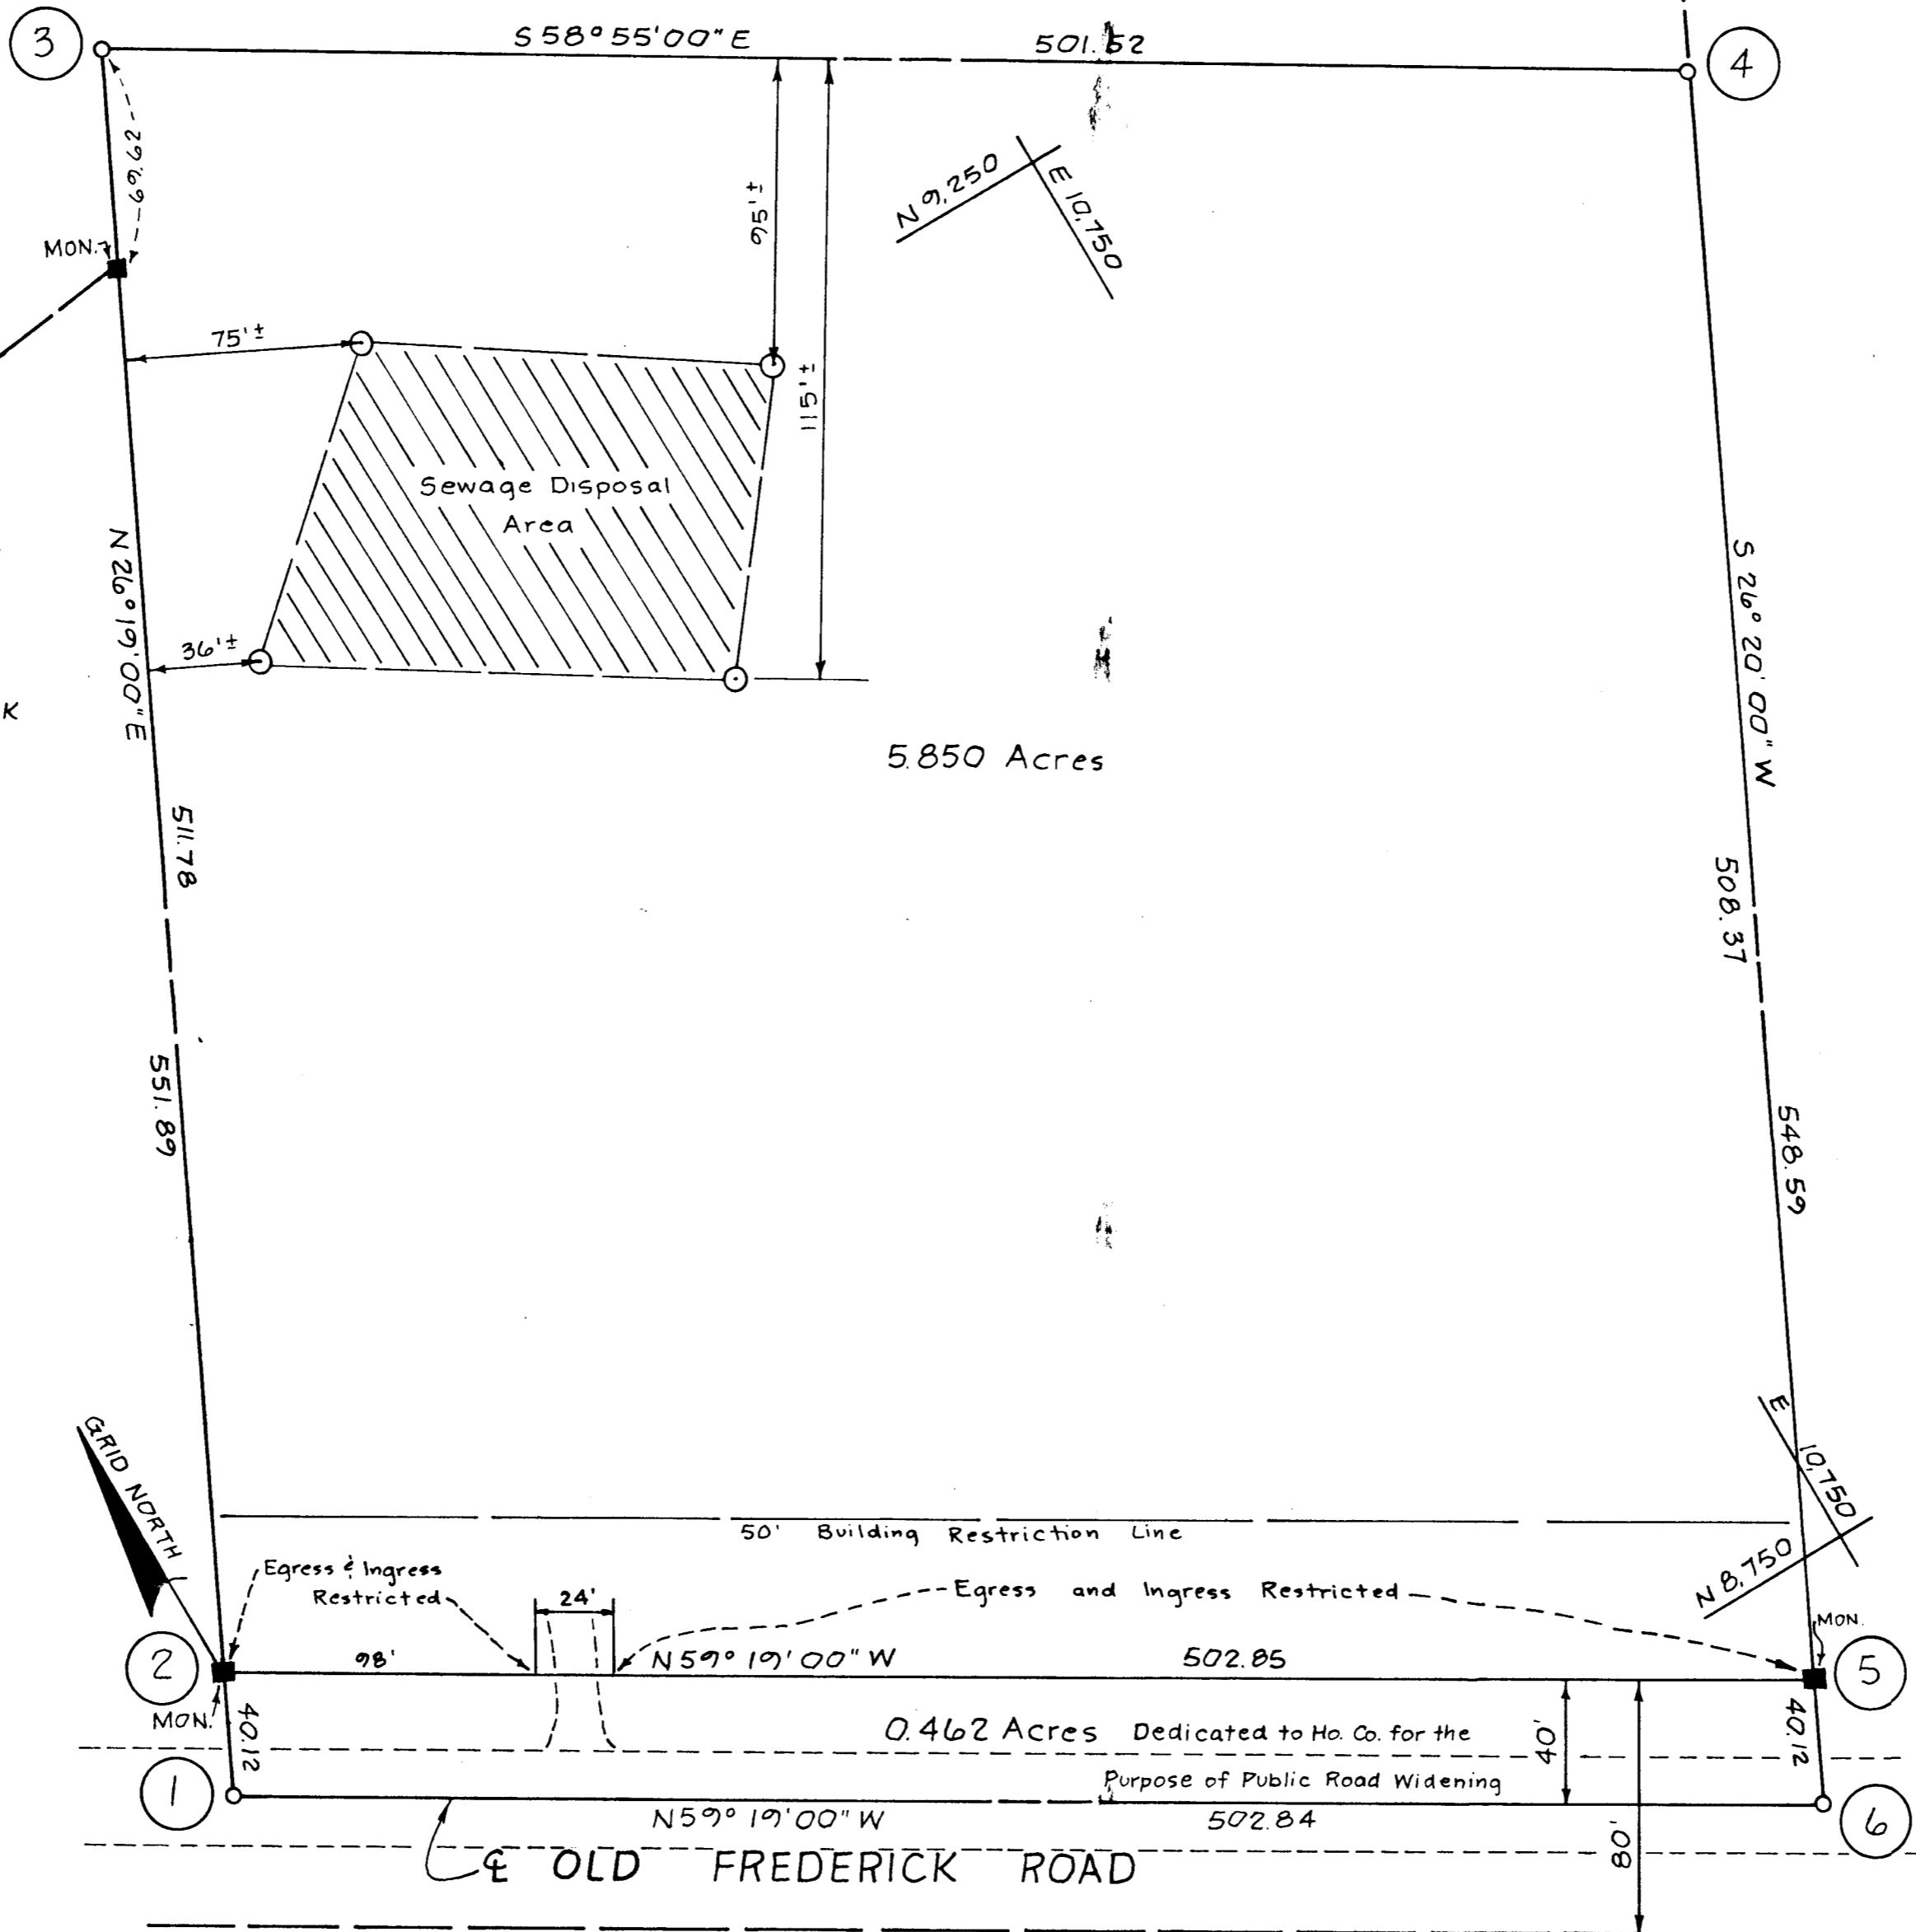 3
S 58° 55' 00" E
501.52
4
69.62
MON.
95'±
N 9,250
E 10,750
75'±
115'±
Sewage Disposal
Area
N 26° 19' 00" E
36'±
K
S 26° 20' 00" W
5.850 Acres
511.78
508.37
551.89
548.59
GRID NORTH
E 10,750
N 8,750
50' Building Restriction Line
Egress & Ingress
Restricted
24'
Egress and Ingress Restricted
MON.
2
98'
N 59° 19' 00" W
502.85
5
MON.
40.12
0.462 Acres Dedicated to Ho. Co. for the
40'
40.12
1
Purpose of Public Road Widening
N 59° 19' 00" W
502.84
6
80'
℄ OLD FREDERICK ROAD